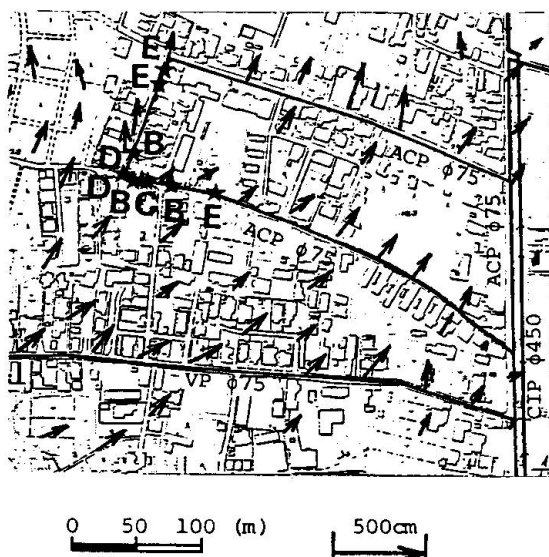 E
E
B
D
D B C B E
ACP φ75
ACP φ75
ACP φ75
VP φ75
CIP φ450
0 50 100 (m)
500cm